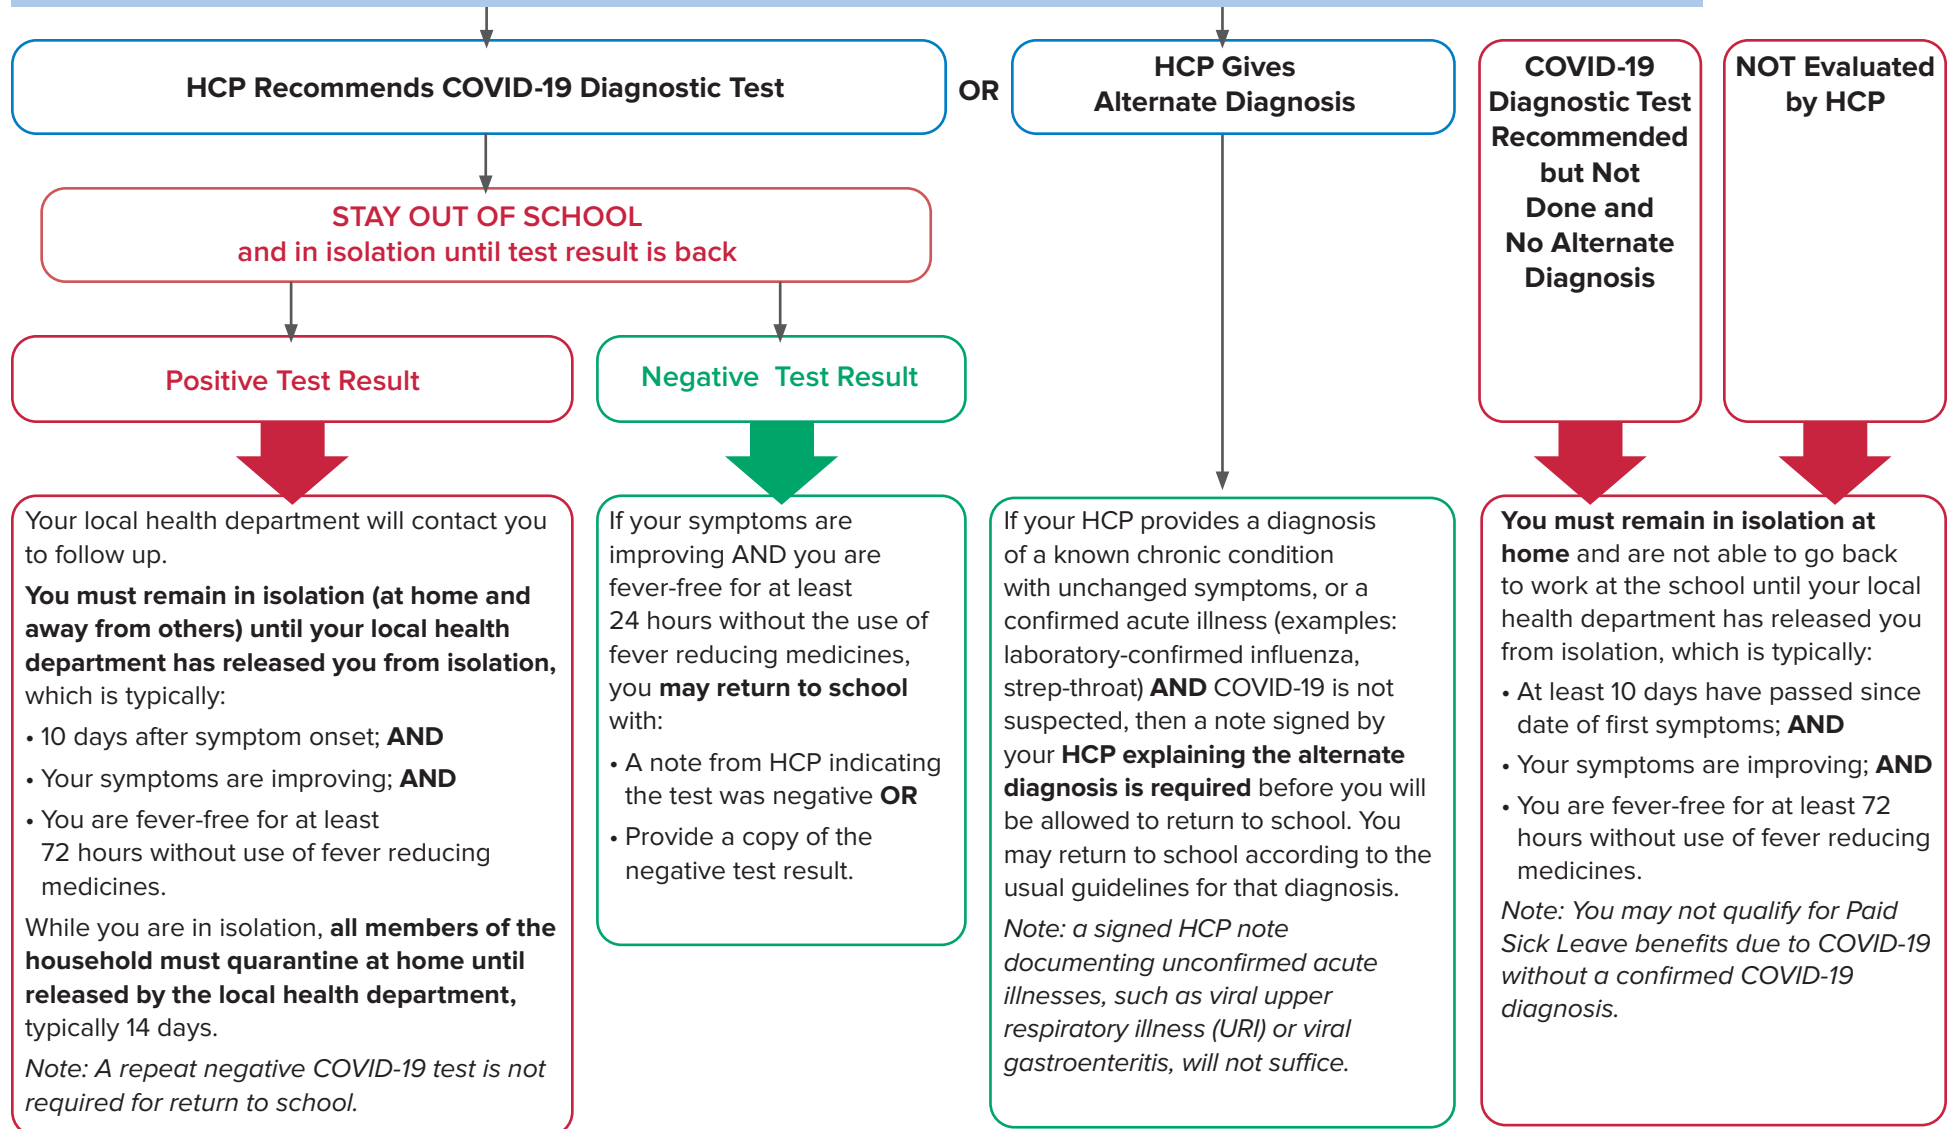 HCP Recommends COVID-19 Diagnostic Test
OR
HCP Gives
Alternate Diagnosis
COVID-19
Diagnostic Test
Recommended
but Not
Done and
No Alternate
Diagnosis
NOT Evaluated
by HCP
STAY OUT OF SCHOOL
and in isolation until test result is back
Positive Test Result
Negative Test Result
Your local health department will contact you
to follow up.
You must remain in isolation (at home and
away from others) until your local health
department has released you from isolation,
which is typically:
• 10 days after symptom onset; AND
• Your symptoms are improving; AND
• You are fever-free for at least
72 hours without use of fever reducing
medicines.
While you are in isolation, all members of the
household must quarantine at home until
released by the local health department,
typically 14 days.
Note: A repeat negative COVID-19 test is not
required for return to school.
If your symptoms are
improving AND you are
fever-free for at least
24 hours without the use of
fever reducing medicines,
you may return to school
with:
• A note from HCP indicating
the test was negative OR
• Provide a copy of the
negative test result.
If your HCP provides a diagnosis
of a known chronic condition
with unchanged symptoms, or a
confirmed acute illness (examples:
laboratory-confirmed influenza,
strep-throat) AND COVID-19 is not
suspected, then a note signed by
your HCP explaining the alternate
diagnosis is required before you will
be allowed to return to school. You
may return to school according to the
usual guidelines for that diagnosis.
Note: a signed HCP note
documenting unconfirmed acute
illnesses, such as viral upper
respiratory illness (URI) or viral
gastroenteritis, will not suffice.
You must remain in isolation at
home and are not able to go back
to work at the school until your local
health department has released you
from isolation, which is typically:
• At least 10 days have passed since
date of first symptoms; AND
• Your symptoms are improving; AND
• You are fever-free for at least 72
hours without use of fever reducing
medicines.
Note: You may not qualify for Paid
Sick Leave benefits due to COVID-19
without a confirmed COVID-19
diagnosis.